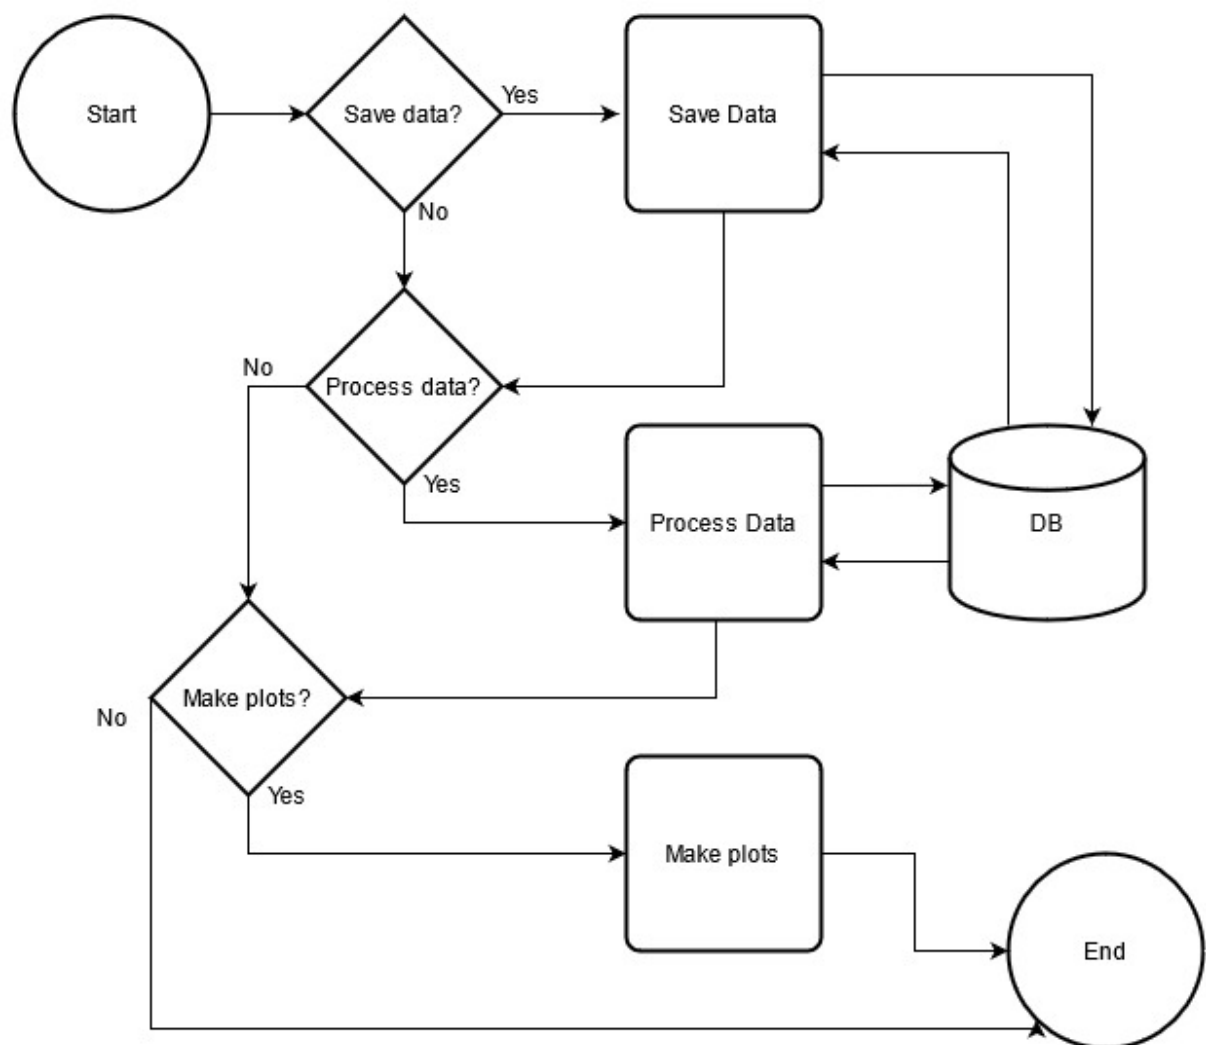 Start
Save data?
Yes
Save Data
No
No
Process data?
Yes
Process Data
DB
Make plots?
No
Yes
Make plots
End